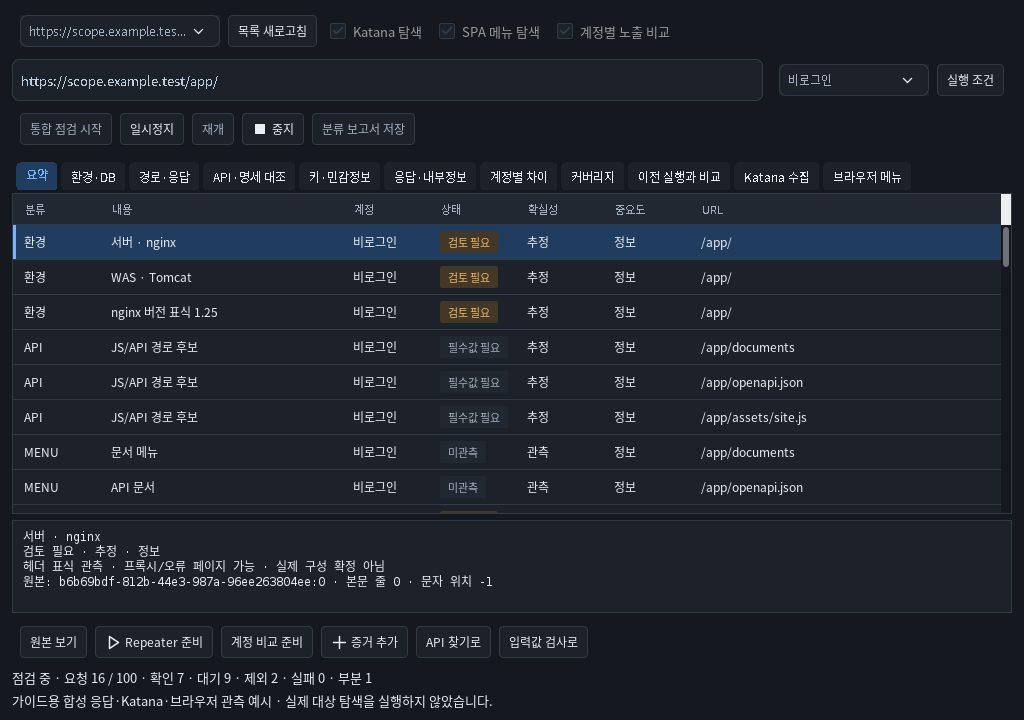 https://scope.example.tes... 목록 새로고침 Katana 탐색 SPA 메뉴 탐색 계정별 노출 비교
https://scope.example.test/app/ 비로그인 실행 조건
통합 점검 시작 일시정지 재개 중지 분류 보고서 저장
요약 환경·DB 경로·응답 API·명세 대조 키·민감정보 응답·내부정보 계정별 차이 커버리지 이전 실행과 비교 Katana 수집 브라우저 메뉴
분류 내용 계정 상태 확실성 중요도 URL
환경 서버 · nginx 비로그인 검토 필요 추정 정보 /app/
환경 WAS · Tomcat 비로그인 검토 필요 추정 정보 /app/
환경 nginx 버전 표식 1.25 비로그인 검토 필요 추정 정보 /app/
API JS/API 경로 후보 비로그인 필수값 필요 추정 정보 /app/documents
API JS/API 경로 후보 비로그인 필수값 필요 추정 정보 /app/openapi.json
API JS/API 경로 후보 비로그인 필수값 필요 추정 정보 /app/assets/site.js
MENU 문서 메뉴 비로그인 미관측 관측 정보 /app/documents
MENU API 문서 비로그인 미관측 관측 정보 /app/openapi.json
서버 · nginx
검토 필요 · 추정 · 정보
헤더 표식 관측 · 프록시/오류 페이지 가능 · 실제 구성 확정 아님
원본: b6b69bdf-812b-44e3-987a-96ee263804ee:0 · 본문 줄 0 · 문자 위치 -1
원본 보기 Repeater 준비 계정 비교 준비 증거 추가 API 찾기로 입력값 검사로
점검 중 · 요청 16 / 100 · 확인 7 · 대기 9 · 제외 2 · 실패 0 · 부분 1
가이드용 합성 응답·Katana·브라우저 관측 예시 · 실제 대상 탐색을 실행하지 않았습니다.